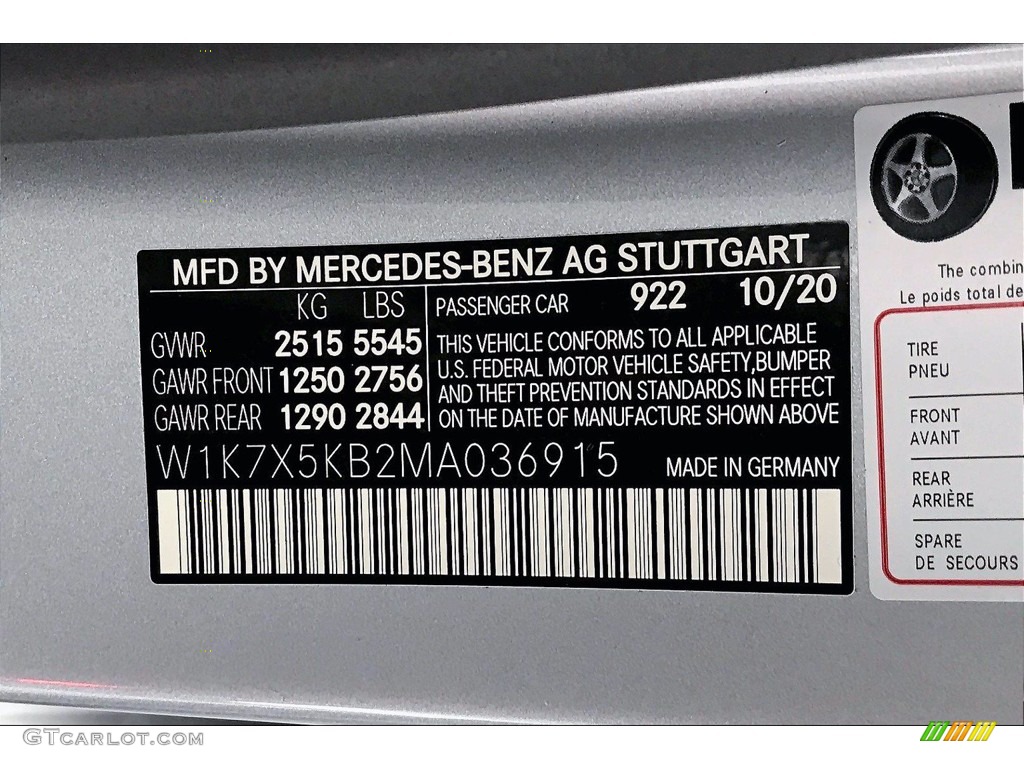 MFD BY MERCEDES-BENZ AG STUTTGART
KG LBS
GVWR 2515 5545
GAWR FRONT 1250 2756
GAWR REAR 1290 2844
PASSENGER CAR 922 10/20
THIS VEHICLE CONFORMS TO ALL APPLICABLE
U.S. FEDERAL MOTOR VEHICLE SAFETY,BUMPER
AND THEFT PREVENTION STANDARDS IN EFFECT
ON THE DATE OF MANUFACTURE SHOWN ABOVE
W1K7X5KB2MA036915 MADE IN GERMANY
The combin
Le poids total de
TIRE
PNEU
FRONT
AVANT
REAR
ARRIÈRE
SPARE
DE SECOURS
GTCARLOT.COM